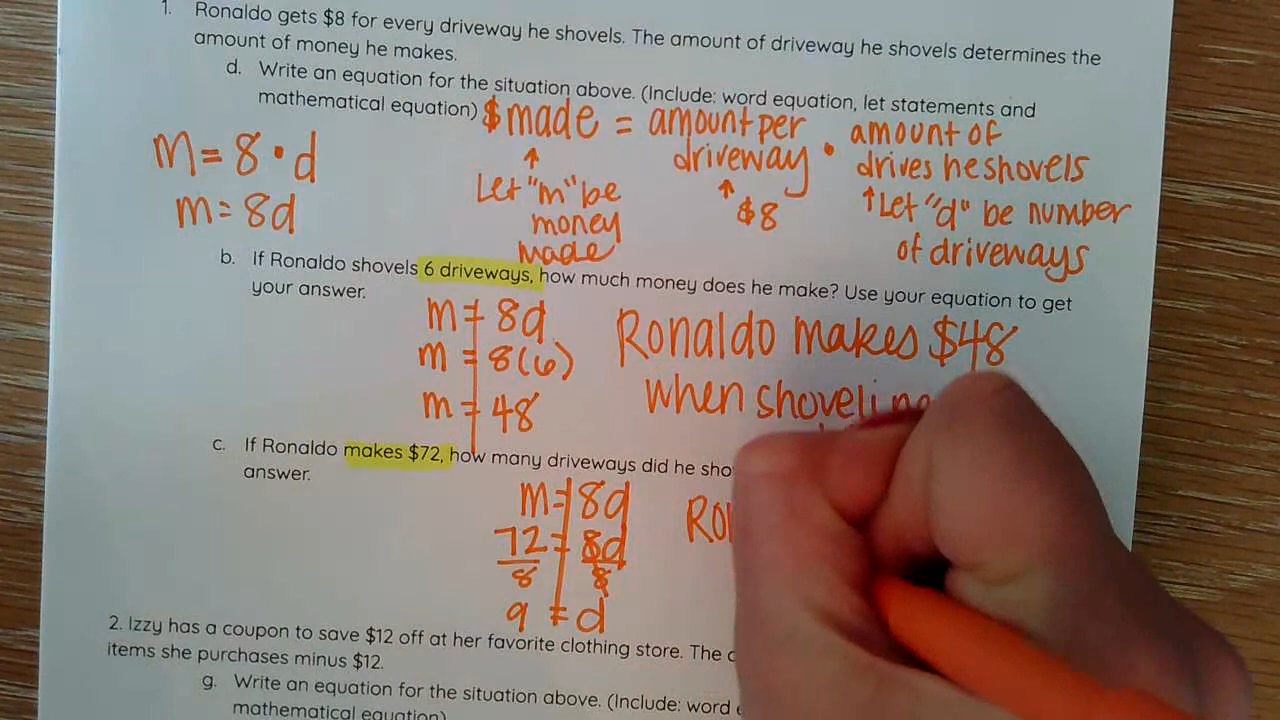 1. Ronaldo gets $8 for every driveway he shovels. The amount of driveway he shovels determines the
amount of money he makes.
d. Write an equation for the situation above. (Include: word equation, let statements and
mathematical equation)
$ made = amount per driveway • amount of drives he shovels
↑ Let "m" be money made
↑ $8
↑ Let "d" be number of driveways
m = 8 • d
m = 8d
b. If Ronaldo shovels 6 driveways, how much money does he make? Use your equation to get
your answer.
m = 8d
m = 8(6)
m = 48
Ronaldo makes $48
when shoveling
c. If Ronaldo makes $72, how many driveways did he sho
answer.
m = 8d
72 = 8d
8 8
9 = d
Ro
2. Izzy has a coupon to save $12 off at her favorite clothing store. The
items she purchases minus $12.
g. Write an equation for the situation above. (Include: word
mathematical equation)